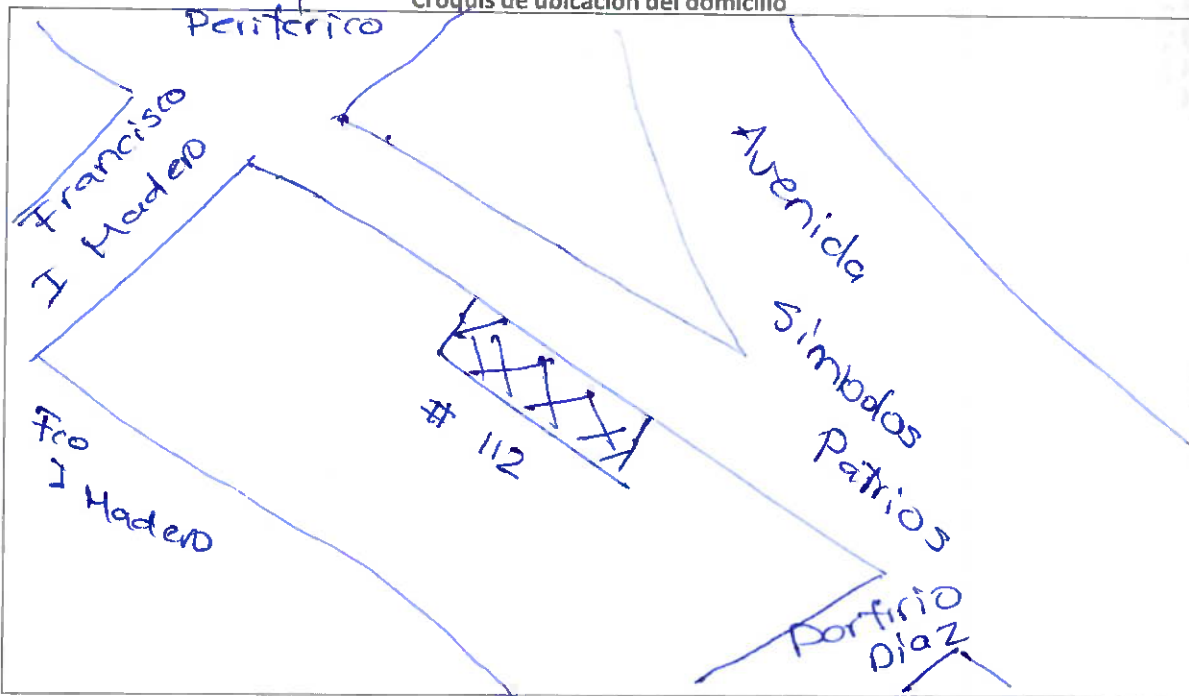 Croquis de ubicación del domicilio
Periférico
Francisco
I Madero
Avenida
Símbolos
Patrios
# 112
Fco
I Madero
Porfirio
Díaz